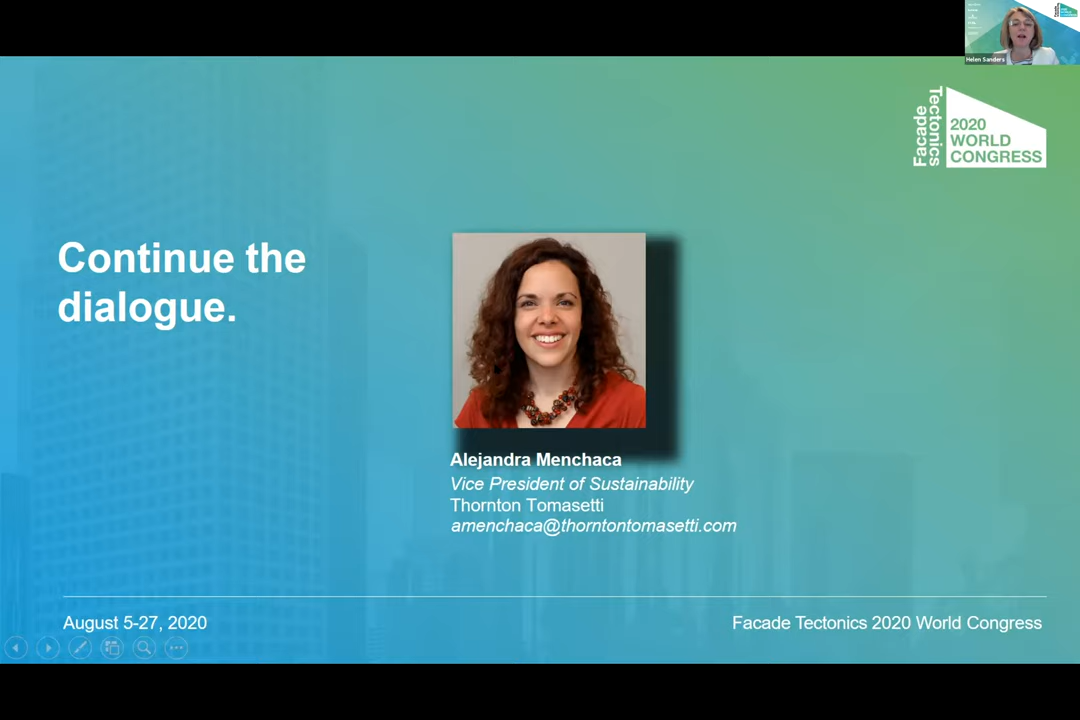 Helen Sanders
Facade
Tectonics
2020
WORLD
CONGRESS
Continue the
dialogue.
Alejandra Menchaca
Vice President of Sustainability
Thornton Tomasetti
amenchaca@thorntontomasetti.com
August 5-27, 2020
Facade Tectonics 2020 World Congress